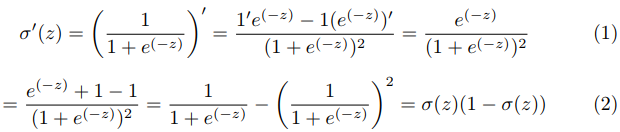 σ′(z) = (1 / (1 + e^(−z)))′ = (1′e^(−z) − 1(e^(−z))′) / (1 + e^(−z))² = e^(−z) / (1 + e^(−z))² (1)
= (e^(−z) + 1 − 1) / (1 + e^(−z))² = 1 / (1 + e^(−z)) − (1 / (1 + e^(−z)))² = σ(z)(1 − σ(z)) (2)